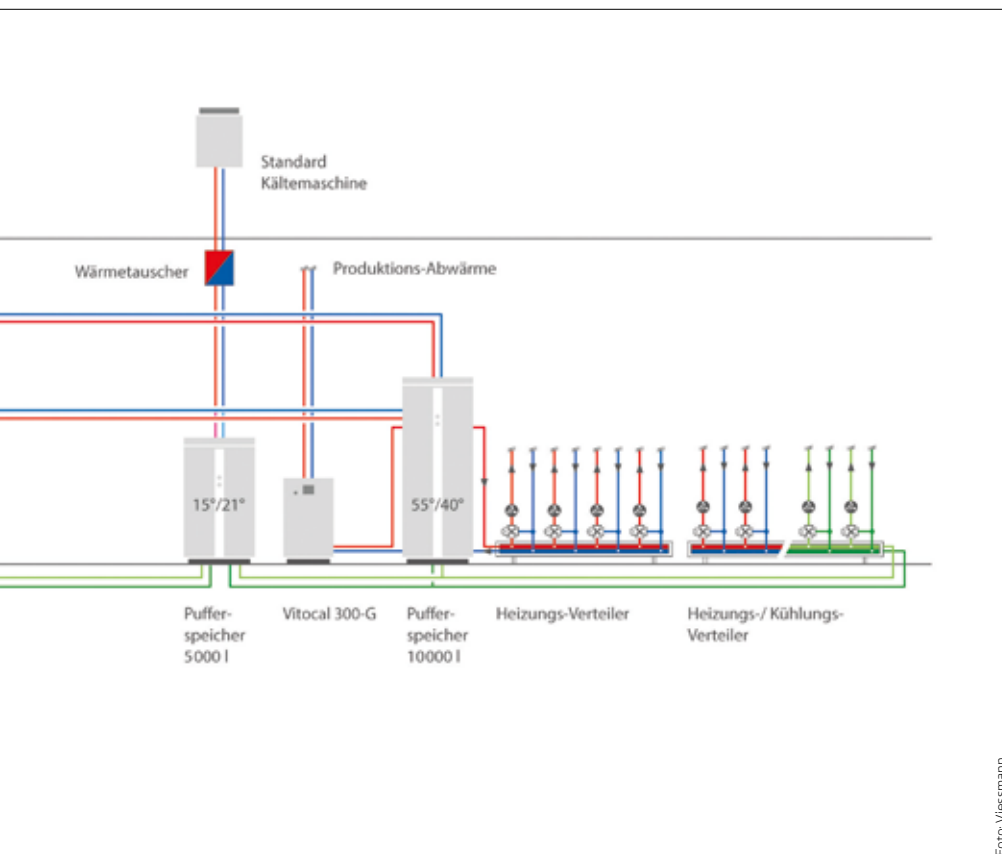 Standard
Kältemaschine
Wärmetauscher
Produktions-Abwärme
15°/21°
55°/40°
Puffer-
speicher
5000 l
Vitocal 300-G
Puffer-
speicher
10000 l
Heizungs-Verteiler
Heizungs-/ Kühlungs-
Verteiler
Foto: Viessmann